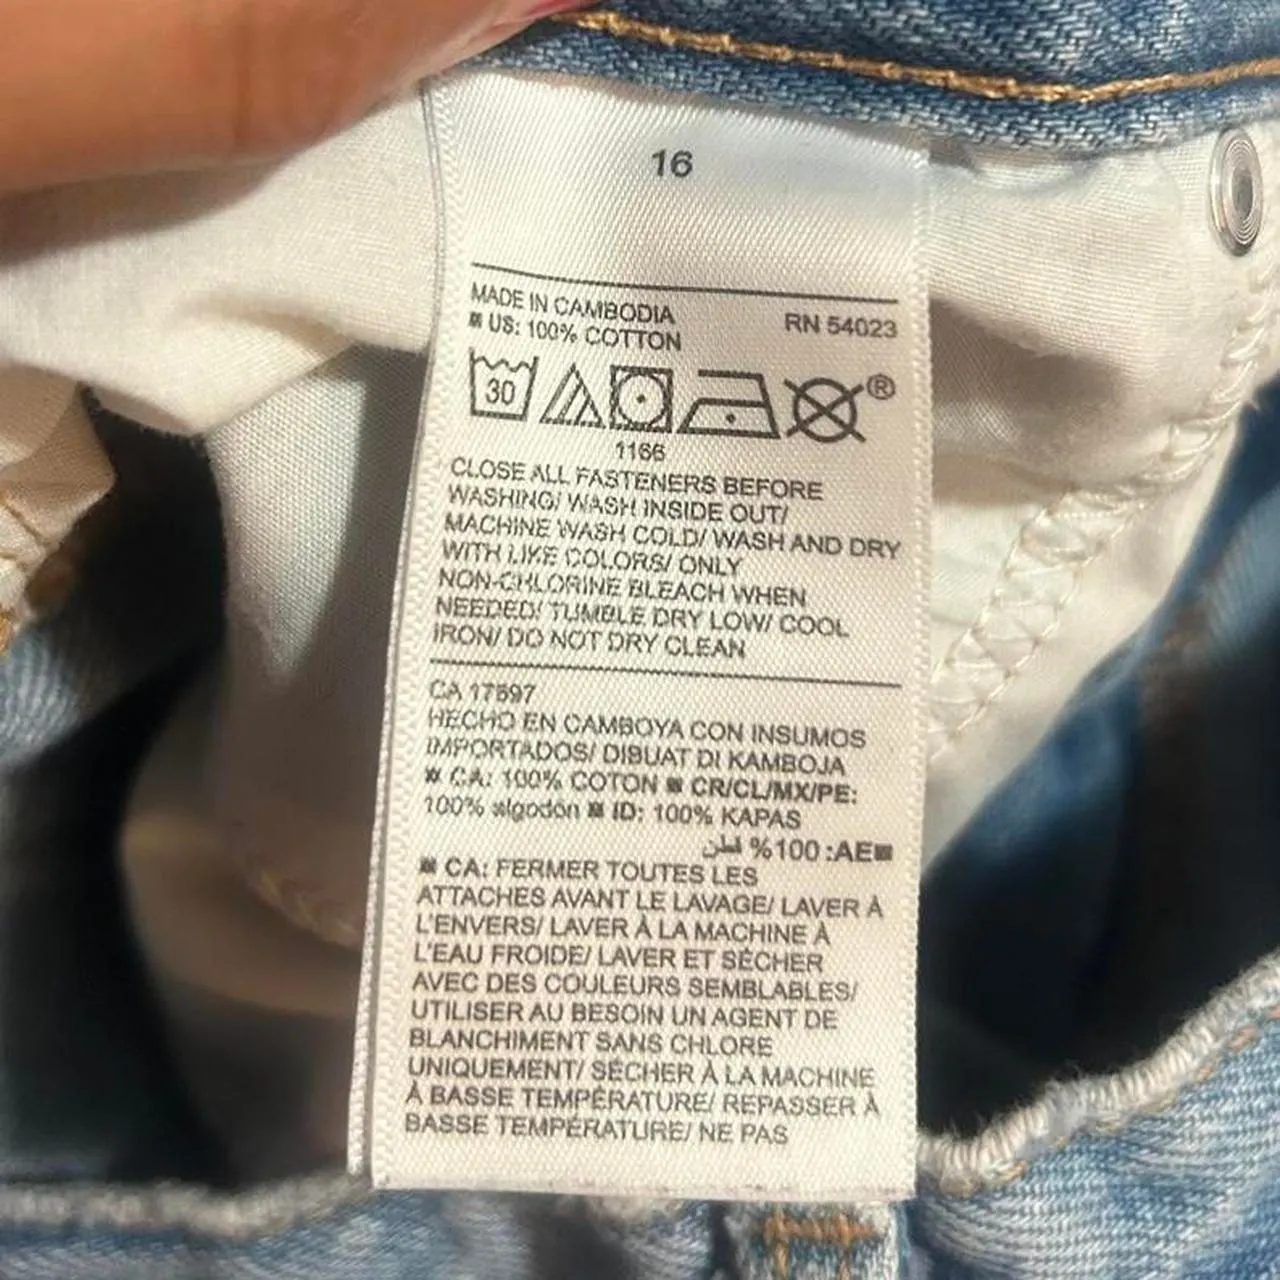 16
MADE IN CAMBODIA
RN 54023
US: 100% COTTON
30
®
1166
CLOSE ALL FASTENERS BEFORE
WASHING/ WASH INSIDE OUT/
MACHINE WASH COLD/ WASH AND DRY
WITH LIKE COLORS/ ONLY
NON-CHLORINE BLEACH WHEN
NEEDED/ TUMBLE DRY LOW/ COOL
IRON/ DO NOT DRY CLEAN
CA 17897
HECHO EN CAMBOYA CON INSUMOS
IMPORTADOS/ DIBUAT DI KAMBOJA
CA: 100% COTON ■ CR/CL/MX/PE:
100% algodón ■ ID: 100% KAPAS
■AE: 100% قطن
■ CA: FERMER TOUTES LES
ATTACHES AVANT LE LAVAGE/ LAVER À
L'ENVERS/ LAVER À LA MACHINE À
L'EAU FROIDE/ LAVER ET SÉCHER
AVEC DES COULEURS SEMBLABLES/
UTILISER AU BESOIN UN AGENT DE
BLANCHIMENT SANS CHLORE
UNIQUEMENT/ SÉCHER À LA MACHINE
À BASSE TEMPÉRATURE/ REPASSER À
BASSE TEMPÉRATURE/ NE PAS